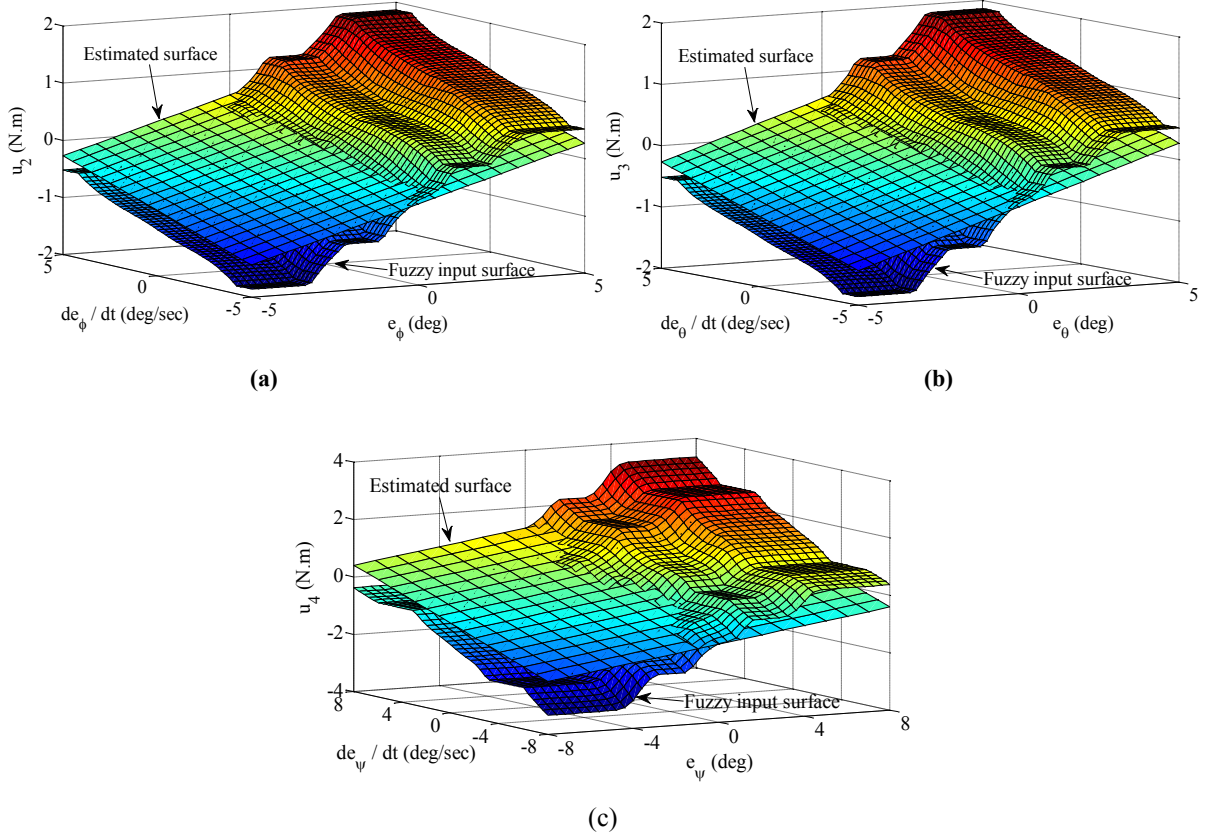 2
1
0
-1
-2
u2 (N.m)
Estimated surface
Fuzzy input surface
5
0
-5
deϕ / dt (deg/sec)
-5
0
5
eϕ (deg)
(a)
2
1
0
-1
-2
u3 (N.m)
Estimated surface
Fuzzy input surface
5
0
-5
deθ / dt (deg/sec)
-5
0
5
eθ (deg)
(b)
4
2
0
-2
-4
u4 (N.m)
Estimated surface
Fuzzy input surface
8
4
0
-4
-8
deψ / dt (deg/sec)
-8
-4
0
4
8
eψ (deg)
(c)